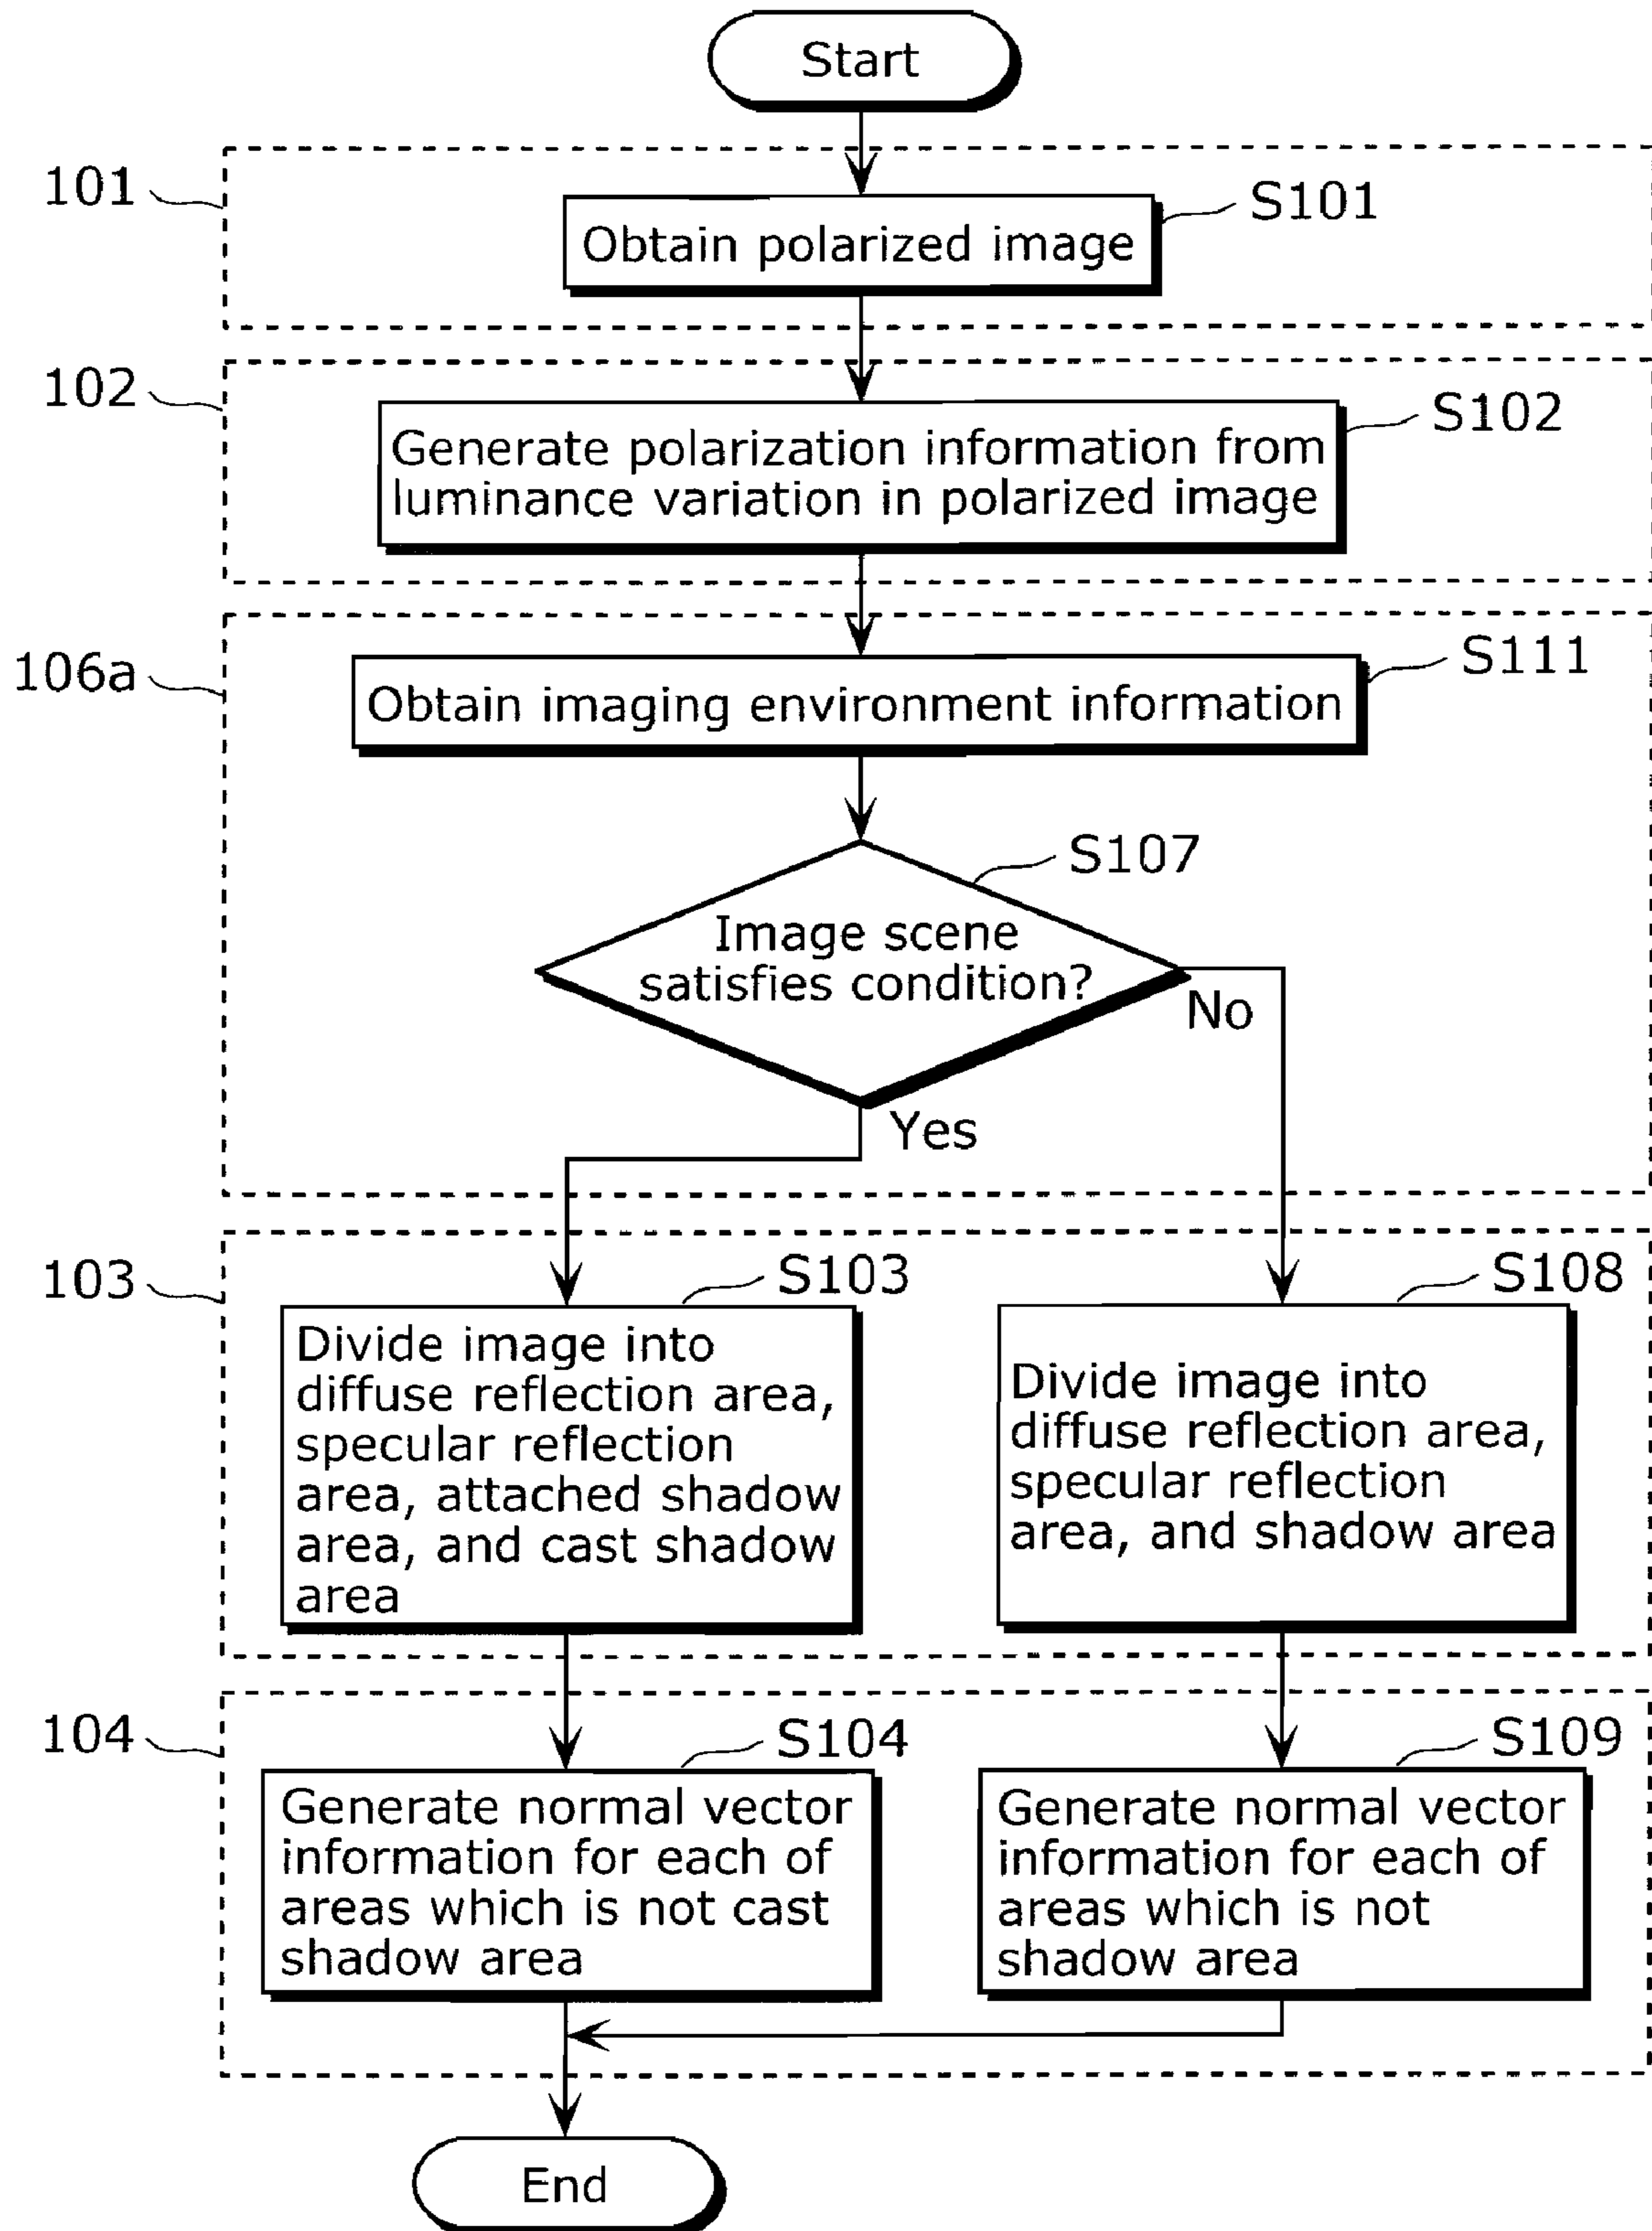 Start
101
S101
Obtain polarized image
102
S102
Generate polarization information from
luminance variation in polarized image
106a
S111
Obtain imaging environment information
S107
Image scene
satisfies condition?
No
Yes
103
S103
Divide image into
diffuse reflection area,
specular reflection
area, attached shadow
area, and cast shadow
area
S108
Divide image into
diffuse reflection area,
specular reflection
area, and shadow area
104
S104
Generate normal vector
information for each of
areas which is not cast
shadow area
S109
Generate normal vector
information for each of
areas which is not
shadow area
End